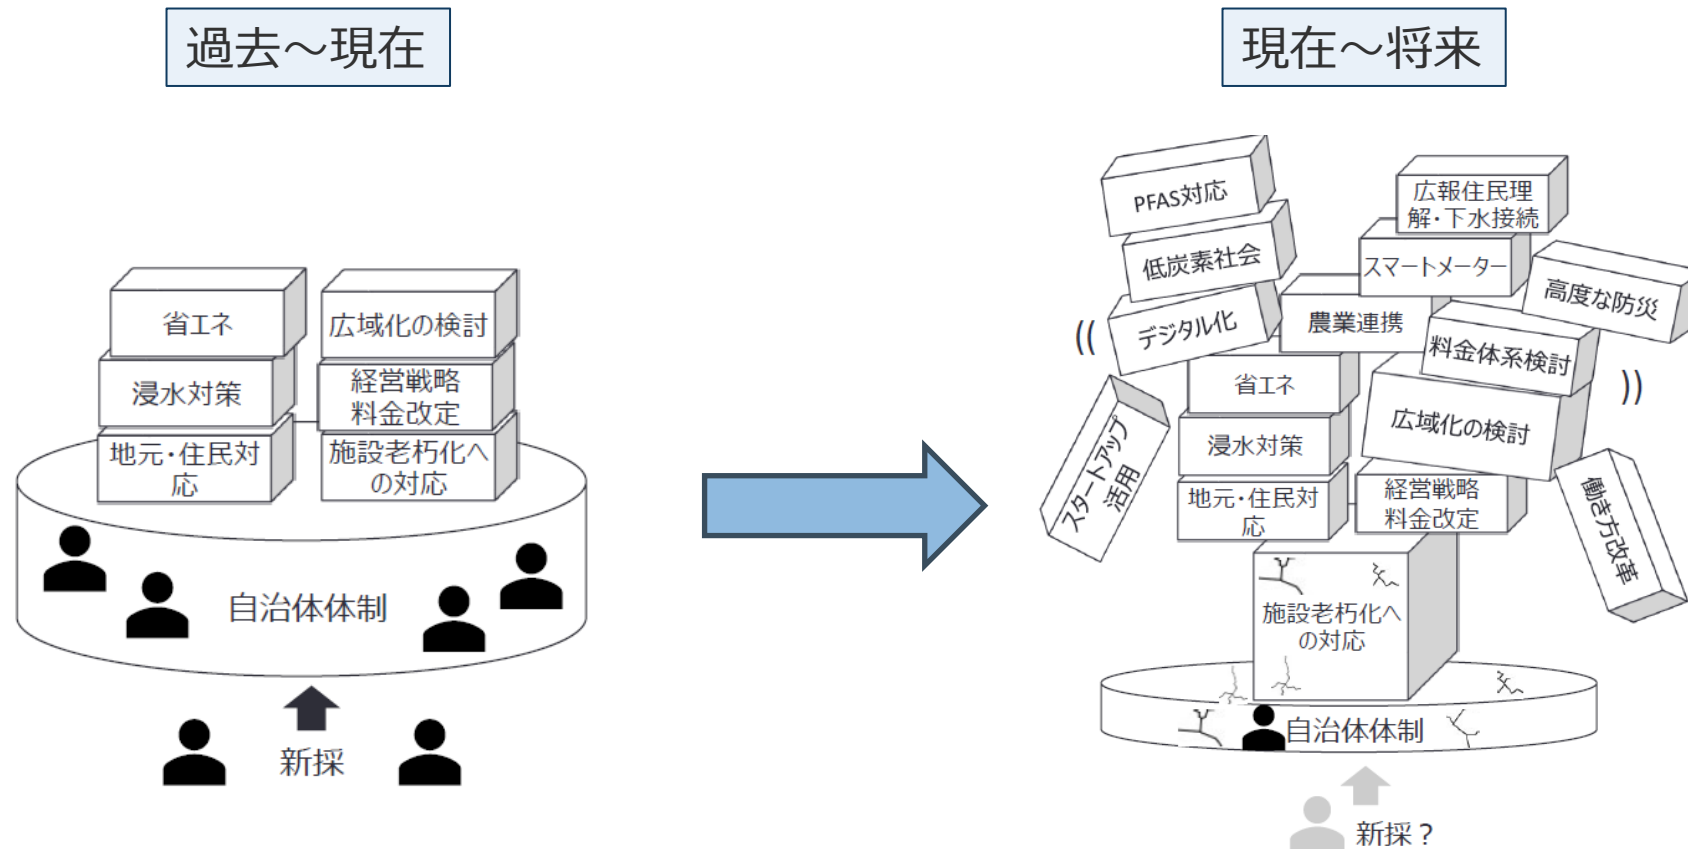 過去～現在
現在～将来
省エネ
広域化の検討
浸水対策
経営戦略
料金改定
地元・住民対
応
施設老朽化へ
の対応
自治体体制
新採
PFAS対応
広報住民理
解・下水接続
低炭素社会
スマートメーター
高度な防災
((
デジタル化
農業連携
料金体系検討
))
省エネ
広域化の検討
スタートアップ
活用
浸水対策
地元・住民対
応
経営戦略
料金改定
働き方改革
施設老朽化へ
の対応
自治体体制
新採？